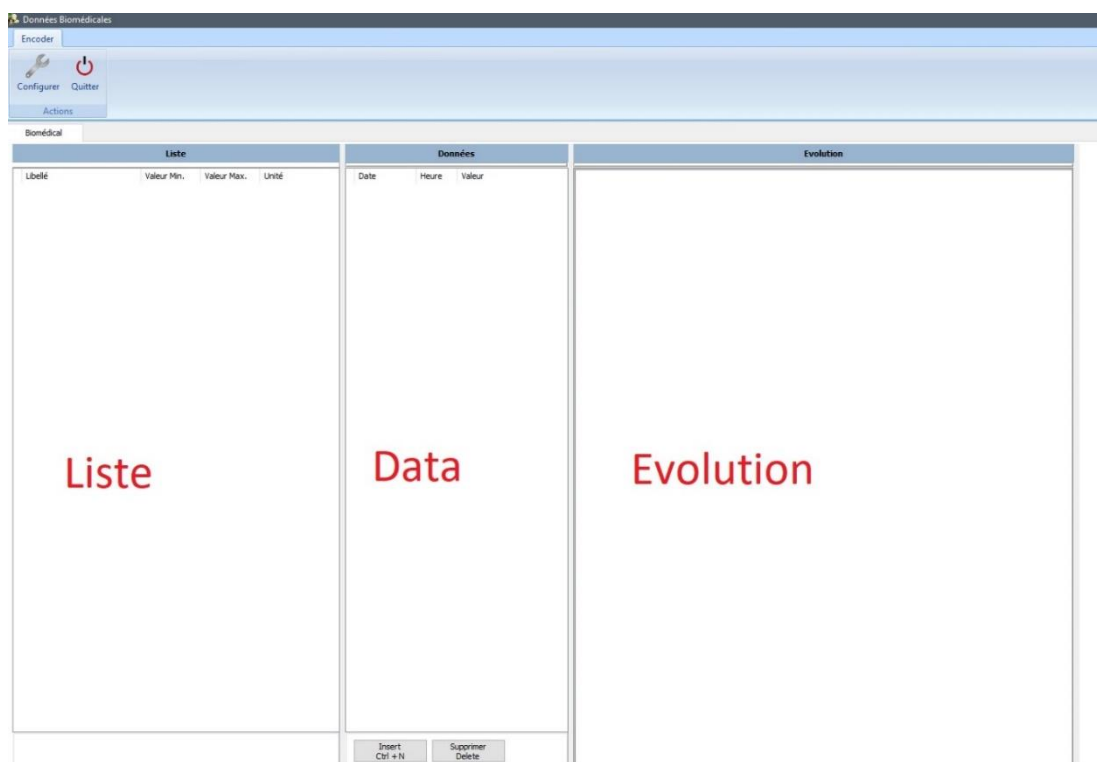 Données Biomédicales
Encoder
Configurer Quitter
Actions
Biomédical
Liste Données Evolution
Libellé Valeur Min. Valeur Max. Unité Date Heure Valeur
Liste Data Evolution
Insert Supprimer
Ctrl + N Delete